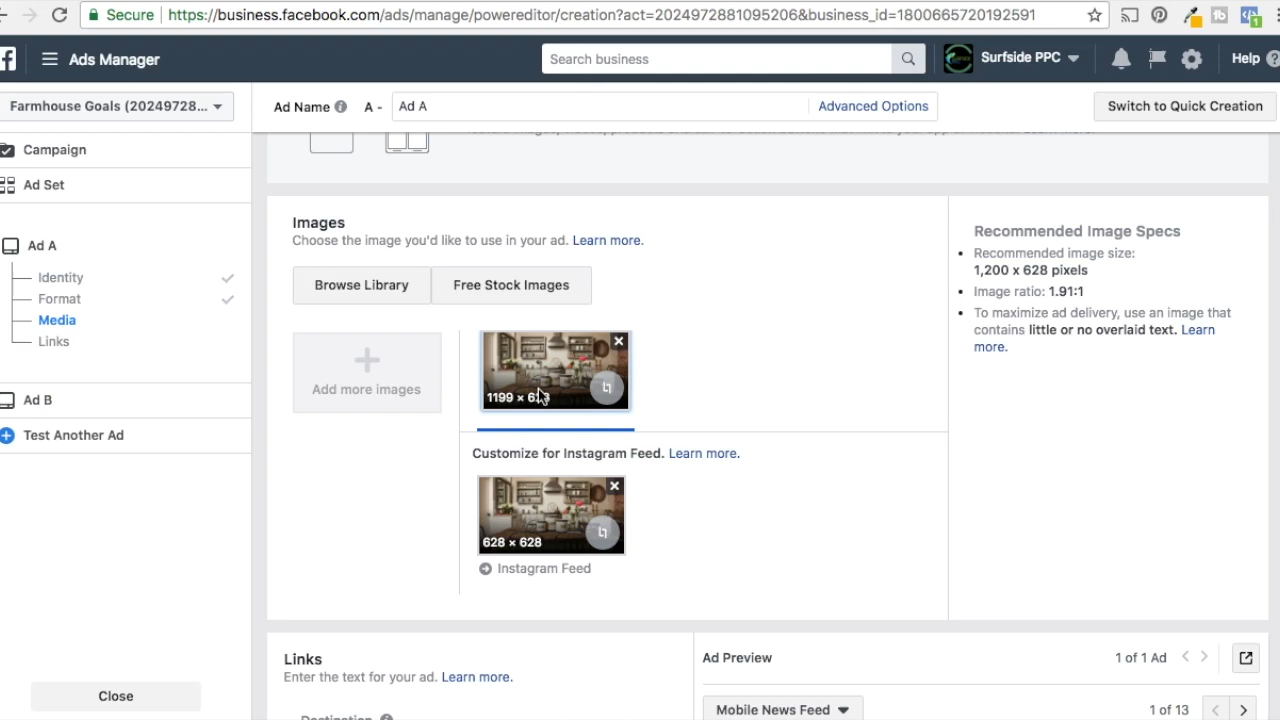 Secure
https://business.facebook.com/ads/manage/powereditor/creation?act=2024972881095206&business_id=1800665720192591
Ads Manager
Search business
Surfside PPC
Help
Farmhouse Goals (20249728...
Ad Name
A -
Ad A
Advanced Options
Switch to Quick Creation
Campaign
Ad Set
Ad A
Identity
Format
Media
Links
Ad B
Test Another Ad
Close
Images
Choose the image you'd like to use in your ad. Learn more.
Browse Library
Free Stock Images
Add more images
1199 ×
Customize for Instagram Feed. Learn more.
628 × 628
Instagram Feed
Recommended Image Specs
Recommended image size:
1,200 x 628 pixels
Image ratio: 1.91:1
To maximize ad delivery, use an image that
contains little or no overlaid text. Learn
more.
Links
Enter the text for your ad. Learn more.
Destination
Ad Preview
1 of 1 Ad
Mobile News Feed
1 of 13